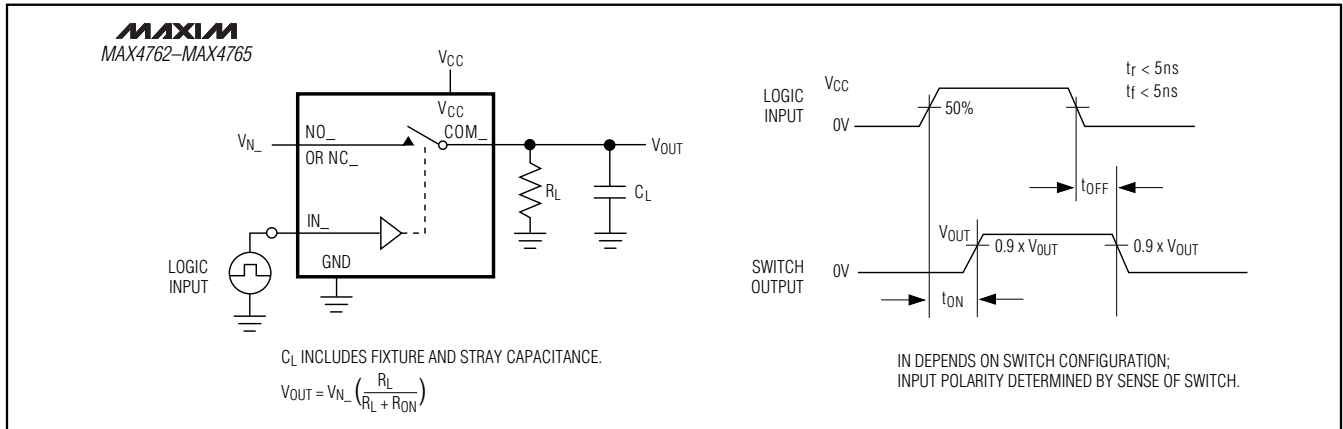 MAXIM
MAX4762–MAX4765
VCC
VCC
VN_
NO_
OR NC_
COM_
VOUT
RL
CL
IN_
GND
LOGIC
INPUT
CL INCLUDES FIXTURE AND STRAY CAPACITANCE.
VOUT = VN_ (RL / RL + RON)
LOGIC
INPUT
VCC
0V
50%
tr < 5ns
tf < 5ns
tOFF
SWITCH
OUTPUT
VOUT
0V
0.9 x VOUT
0.9 x VOUT
tON
IN DEPENDS ON SWITCH CONFIGURATION;
INPUT POLARITY DETERMINED BY SENSE OF SWITCH.